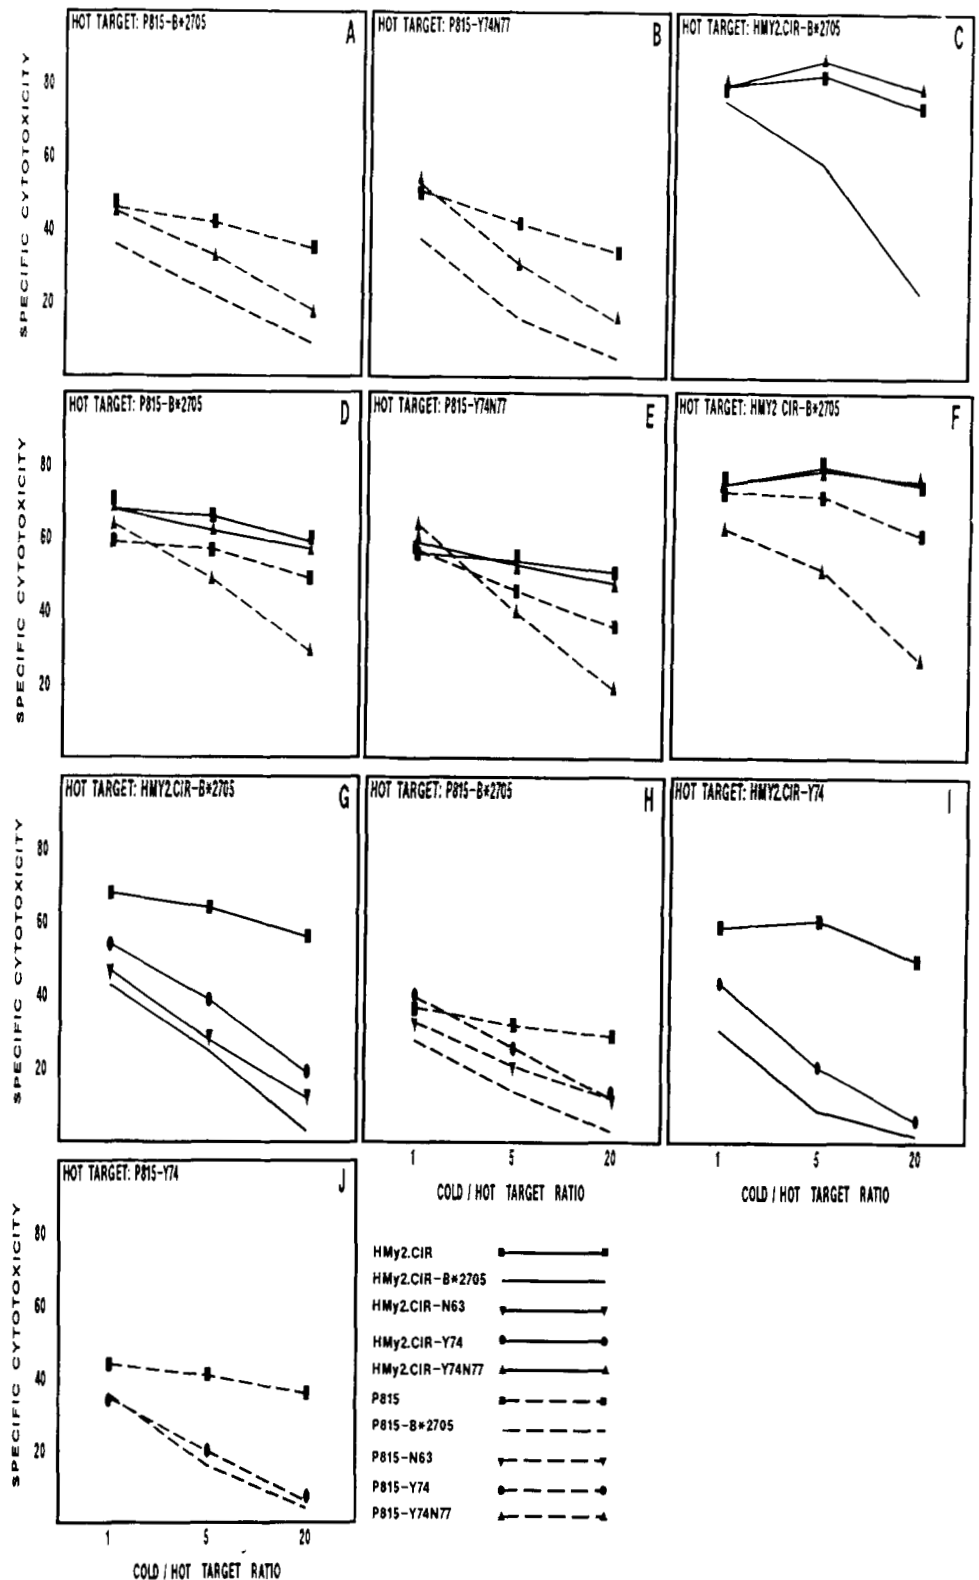 HOT TARGET: P815-B*2705
A
HOT TARGET: P815-Y74N77
B
HOT TARGET: HMY2.CIR-B*2705
C
SPECIFIC CYTOTOXICITY
80
60
40
20
HOT TARGET: P815-B*2705
D
HOT TARGET: P815-Y74N77
E
HOT TARGET: HMY2 CIR-B*2705
F
SPECIFIC CYTOTOXICITY
80
60
40
20
HOT TARGET: HMY2.CIR-B*2705
G
HOT TARGET: P815-B*2705
H
HOT TARGET: HMY2.CIR-Y74
I
SPECIFIC CYTOTOXICITY
80
60
40
20
1 5 20
COLD / HOT TARGET RATIO
1 5 20
COLD / HOT TARGET RATIO
HOT TARGET: P815-Y74
J
SPECIFIC CYTOTOXICITY
80
60
40
20
1 5 20
COLD / HOT TARGET RATIO
HMy2.CIR
HMy2.CIR-B*2705
HMy2.CIR-N63
HMy2.CIR-Y74
HMy2.CIR-Y74N77
P815
P815-B*2705
P815-N63
P815-Y74
P815-Y74N77